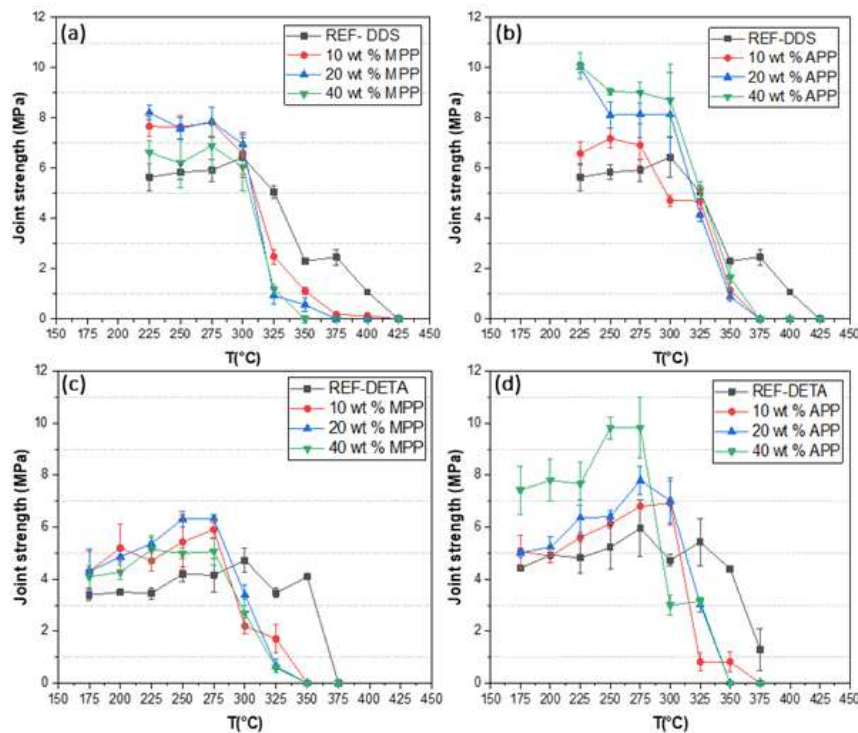 (a)
REF- DDS
10 wt % MPP
20 wt % MPP
40 wt % MPP
Joint strength (MPa)
12
10
8
6
4
2
0
150 175 200 225 250 275 300 325 350 375 400 425 450
T(°C)
(b)
REF-DDS
10 wt % APP
20 wt % APP
40 wt % APP
Joint strength (MPa)
12
10
8
6
4
2
0
150 175 200 225 250 275 300 325 350 375 400 425 450
T(°C)
(c)
REF-DETA
10 wt % MPP
20 wt % MPP
40 wt % MPP
Joint strength (MPa)
12
10
8
6
4
2
0
150 175 200 225 250 275 300 325 350 375 400 425 450
T(°C)
(d)
REF-DETA
10 wt % APP
20 wt % APP
40 wt % APP
Joint strength (MPa)
12
10
8
6
4
2
0
150 175 200 225 250 275 300 325 350 375 400 425 450
T(°C)